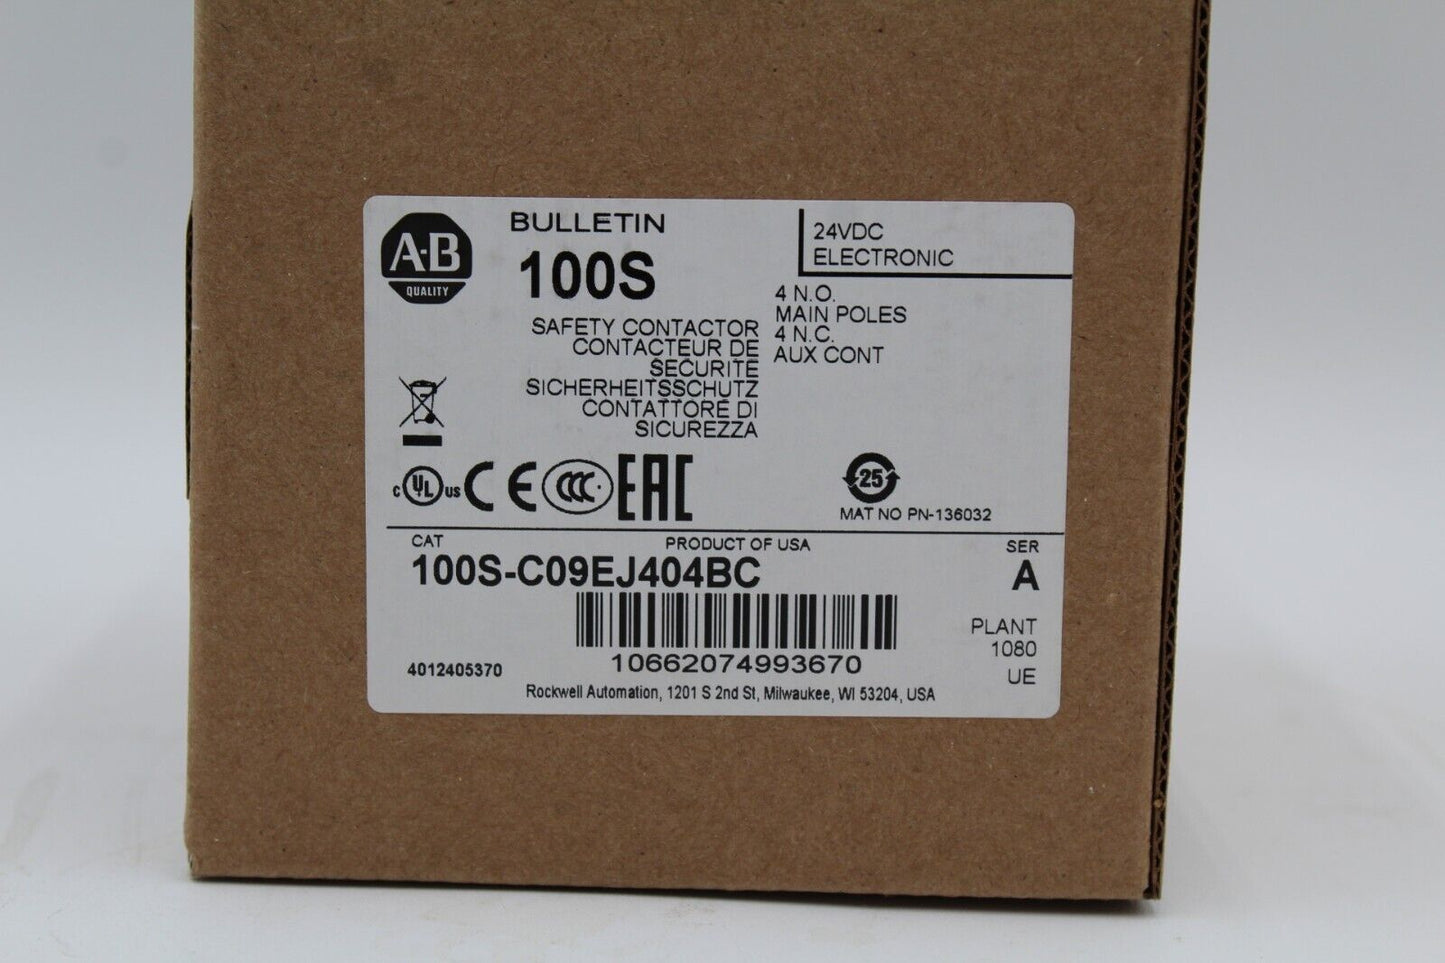 A-B
QUALITY
BULLETIN
100S
24VDC
ELECTRONIC
SAFETY CONTACTOR
CONTACTEUR DE
SECURITE
SICHERHEITSSCHUTZ
CONTATTORE DI
SICUREZZA
4 N.O.
MAIN POLES
4 N.C.
AUX CONT
c UL us CE CCC EAC
25
MAT NO PN-136032
CAT
PRODUCT OF USA
SER
100S-C09EJ404BC
A
10662074993670
PLANT
1080
UE
4012405370
Rockwell Automation, 1201 S 2nd St, Milwaukee, WI 53204, USA